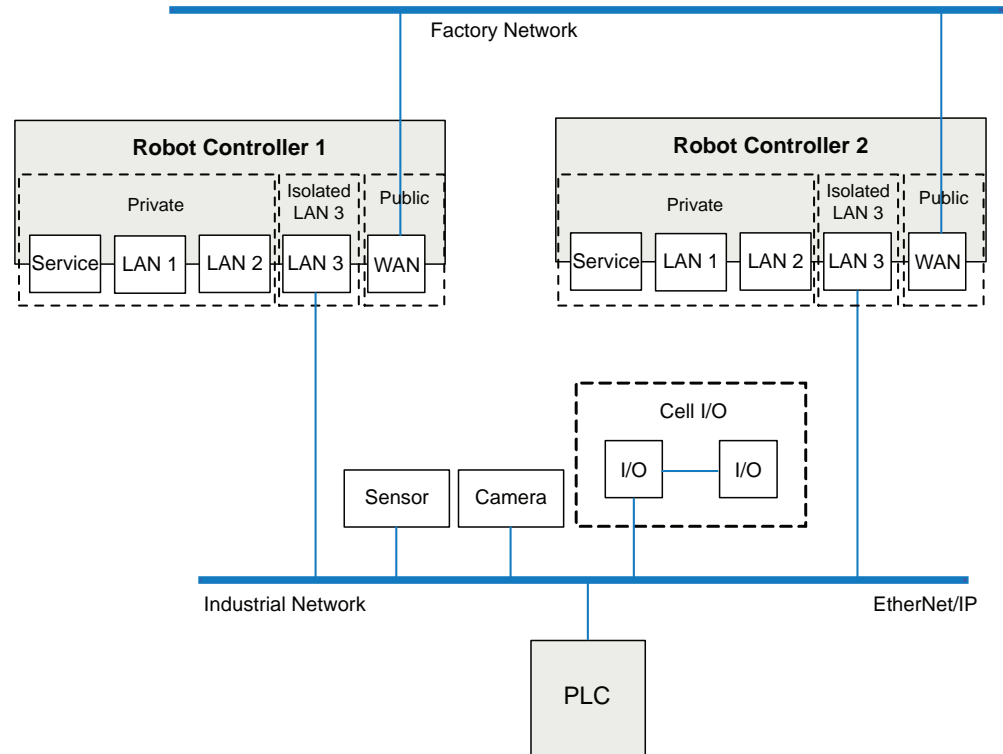 Factory Network
Robot Controller 1
Private
Isolated
LAN 3
Public
Service
LAN 1
LAN 2
LAN 3
WAN
Robot Controller 2
Private
Isolated
LAN 3
Public
Service
LAN 1
LAN 2
LAN 3
WAN
Cell I/O
I/O
I/O
Sensor
Camera
Industrial Network
EtherNet/IP
PLC